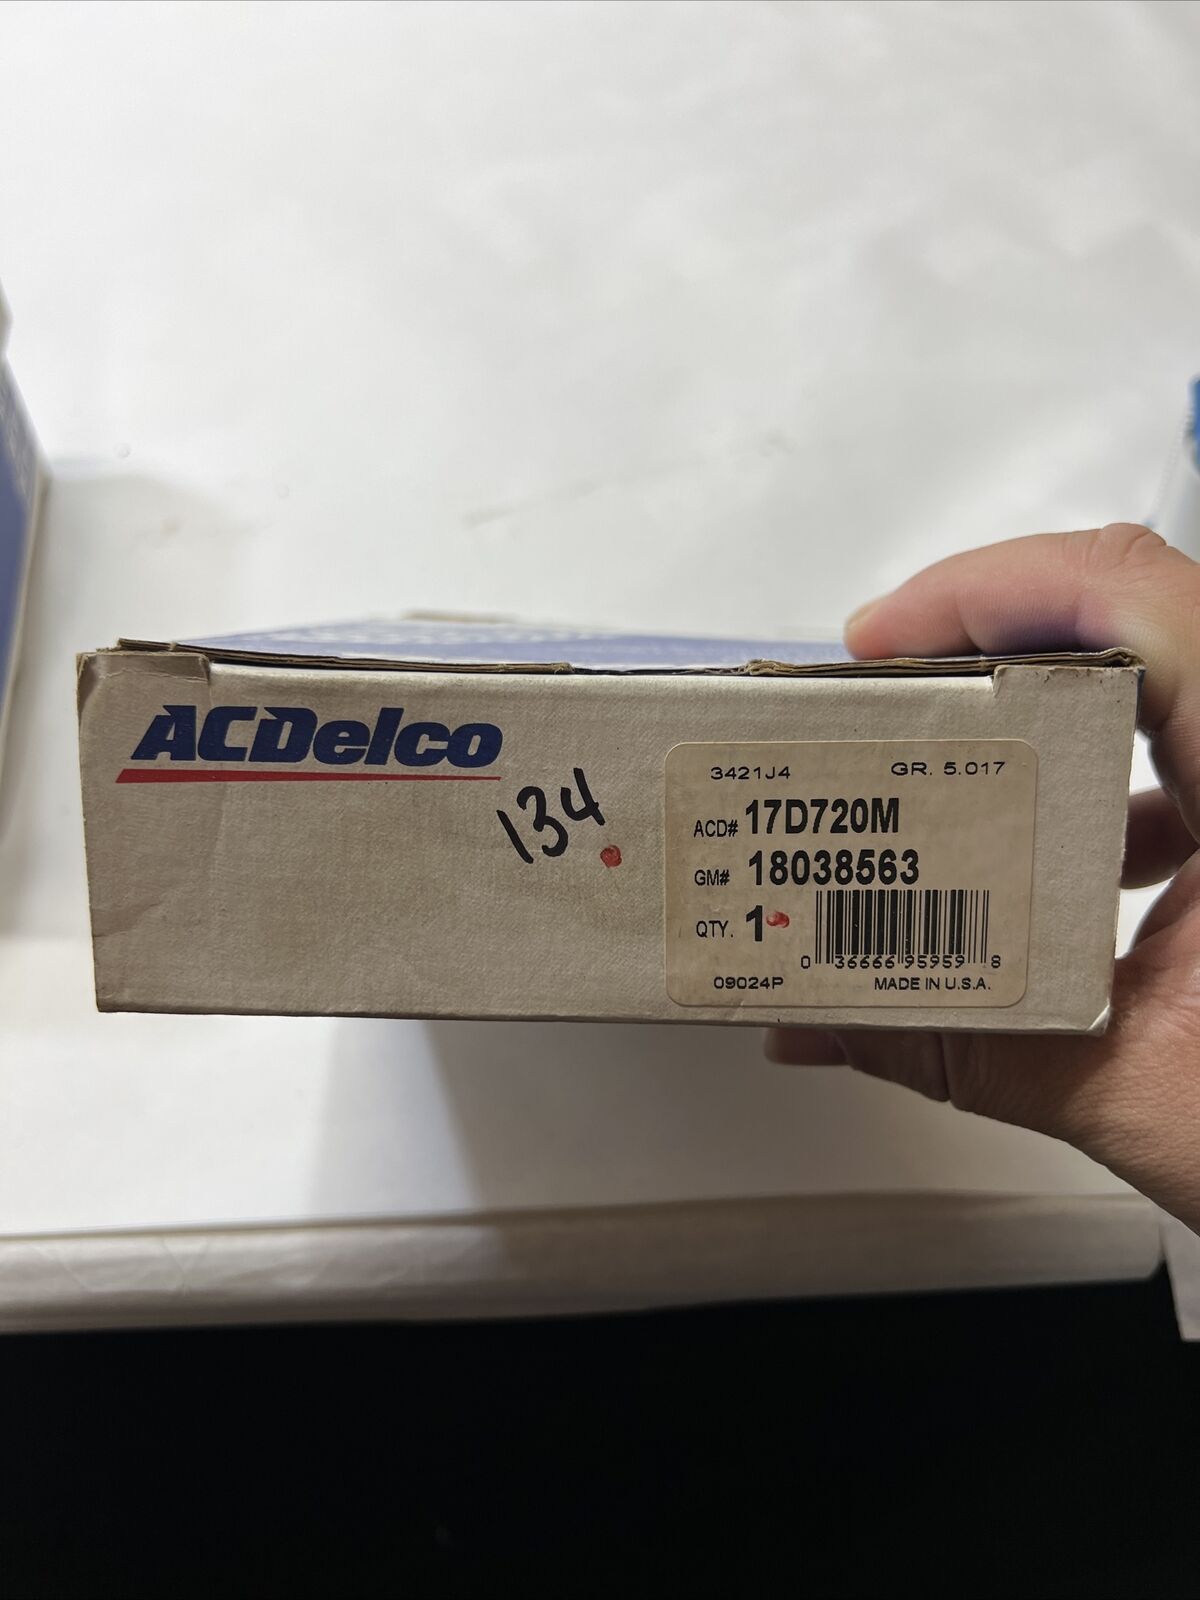 ACDelco
134
3421J4 GR. 5.017
ACD# 17D720M
GM# 18038563
QTY. 1
0 36666 95959 8
09024P MADE IN U.S.A.